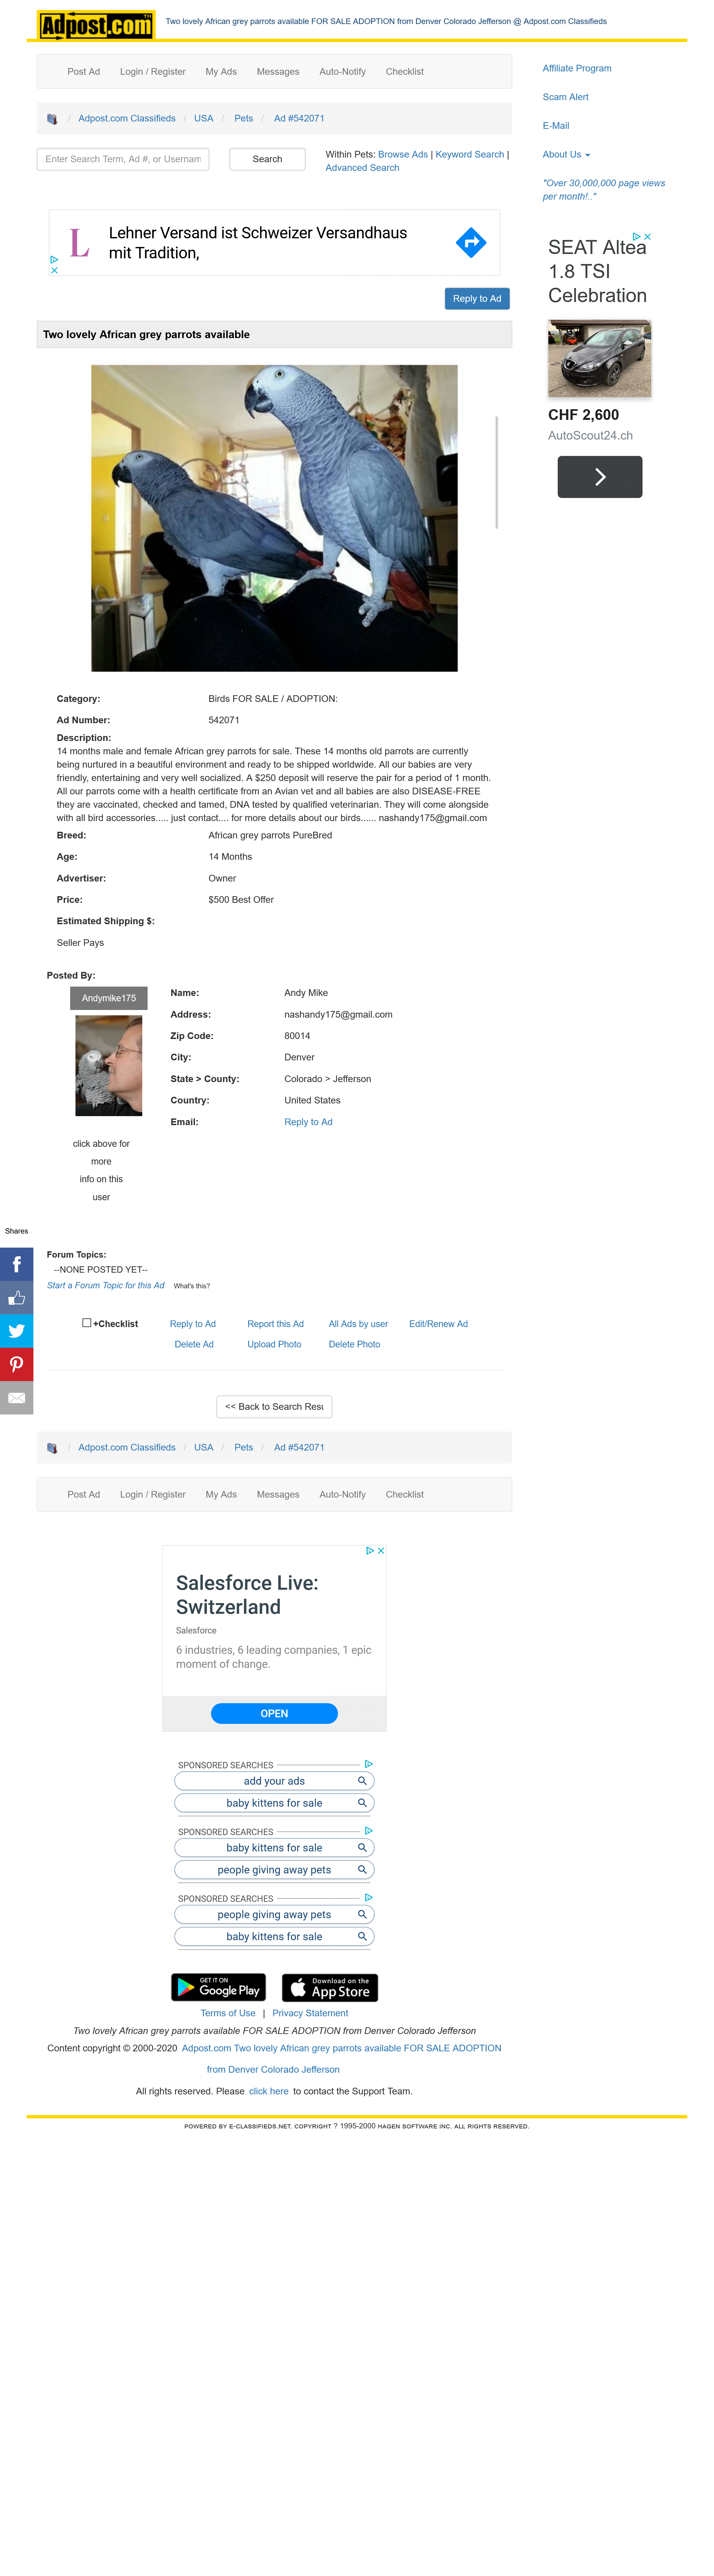 Adpost.com TM
Two lovely African grey parrots available FOR SALE ADOPTION from Denver Colorado Jefferson @ Adpost.com Classifieds
Post Ad Login / Register My Ads Messages Auto-Notify Checklist
/ Adpost.com Classifieds / USA / Pets / Ad #542071
Enter Search Term, Ad #, or Usernam
Search
Within Pets: Browse Ads | Keyword Search |
Advanced Search
Affiliate Program
Scam Alert
E-Mail
About Us
"Over 30,000,000 page views
per month!.."
L
Lehner Versand ist Schweizer Versandhaus
mit Tradition,
SEAT Altea
1.8 TSI
Celebration
CHF 2,600
AutoScout24.ch
Reply to Ad
Two lovely African grey parrots available
Category: Birds FOR SALE / ADOPTION:
Ad Number: 542071
Description:
14 months male and female African grey parrots for sale. These 14 months old parrots are currently
being nurtured in a beautiful environment and ready to be shipped worldwide. All our babies are very
friendly, entertaining and very well socialized. A $250 deposit will reserve the pair for a period of 1 month.
All our parrots come with a health certificate from an Avian vet and all babies are also DISEASE-FREE
they are vaccinated, checked and tamed, DNA tested by qualified veterinarian. They will come alongside
with all bird accessories..... just contact.... for more details about our birds...... nashandy175@gmail.com
Breed: African grey parrots PureBred
Age: 14 Months
Advertiser: Owner
Price: $500 Best Offer
Estimated Shipping $:
Seller Pays
Posted By:
Andymike175
click above for
more
info on this
user
Name: Andy Mike
Address: nashandy175@gmail.com
Zip Code: 80014
City: Denver
State > County: Colorado > Jefferson
Country: United States
Email: Reply to Ad
Shares
Forum Topics:
--NONE POSTED YET--
Start a Forum Topic for this Ad What's this?
+Checklist Reply to Ad Report this Ad All Ads by user Edit/Renew Ad
Delete Ad Upload Photo Delete Photo
<< Back to Search Resu
/ Adpost.com Classifieds / USA / Pets / Ad #542071
Post Ad Login / Register My Ads Messages Auto-Notify Checklist
Salesforce Live:
Switzerland
Salesforce
6 industries, 6 leading companies, 1 epic
moment of change.
OPEN
SPONSORED SEARCHES
add your ads
baby kittens for sale
SPONSORED SEARCHES
baby kittens for sale
people giving away pets
SPONSORED SEARCHES
people giving away pets
baby kittens for sale
GET IT ON
Google Play
Download on the
App Store
Terms of Use | Privacy Statement
Two lovely African grey parrots available FOR SALE ADOPTION from Denver Colorado Jefferson
Content copyright © 2000-2020 Adpost.com Two lovely African grey parrots available FOR SALE ADOPTION
from Denver Colorado Jefferson
All rights reserved. Please click here to contact the Support Team.
POWERED BY E-CLASSIFIEDS.NET. COPYRIGHT ? 1995-2000 HAGEN SOFTWARE INC. ALL RIGHTS RESERVED.